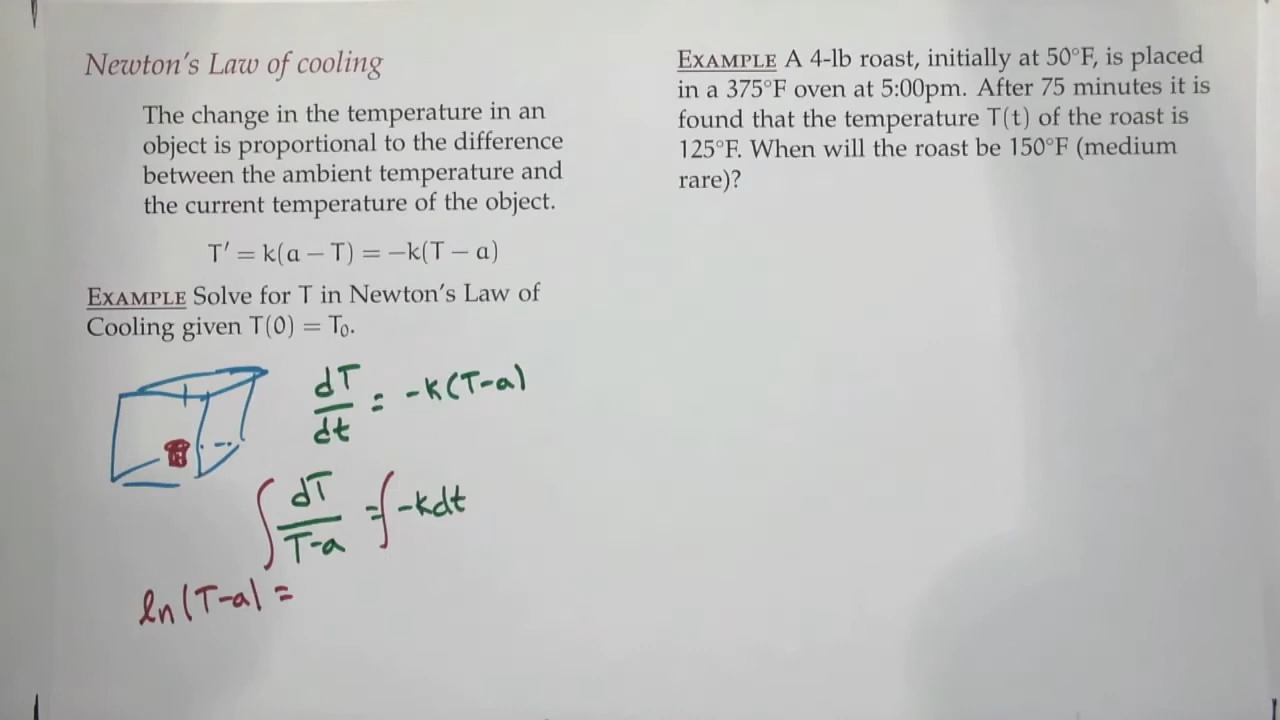 Newton's Law of cooling
The change in the temperature in an
object is proportional to the difference
between the ambient temperature and
the current temperature of the object.
T′ = k(a − T) = −k(T − a)
EXAMPLE Solve for T in Newton's Law of
Cooling given T(0) = T₀.
dT/dt = -k(T-a)
∫ dT/T-a = ∫ -kdt
ln|T-a| =
EXAMPLE A 4-lb roast, initially at 50°F, is placed
in a 375°F oven at 5:00pm. After 75 minutes it is
found that the temperature T(t) of the roast is
125°F. When will the roast be 150°F (medium
rare)?